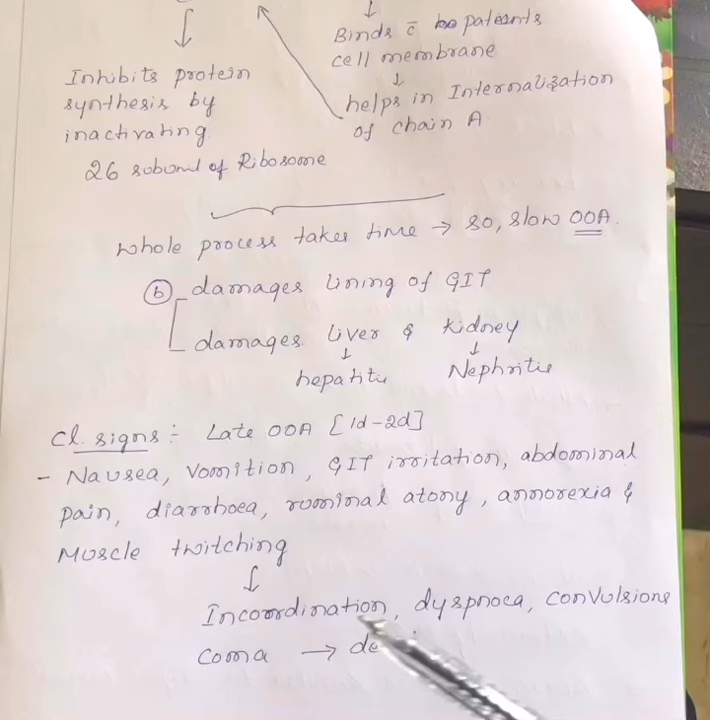 Binds c̄ patients
cell membrane
Inhibits protein
synthesis by
inactivating
helps in Internalization
of chain A
26 subunit of Ribosome
Whole process takes time → so, slow OOA.
(b) damages lining of GIT
damages liver & kidney
↓ ↓
hepatitis Nephritis
Cl. signs :- Late OOA [1d-2d]
- Nausea, vomition, GIT irritation, abdominal
pain, diarrhoea, ruminal atony, annorexia &
Muscle twitching
↓
Incoordination, dyspnoea, convulsions
coma →